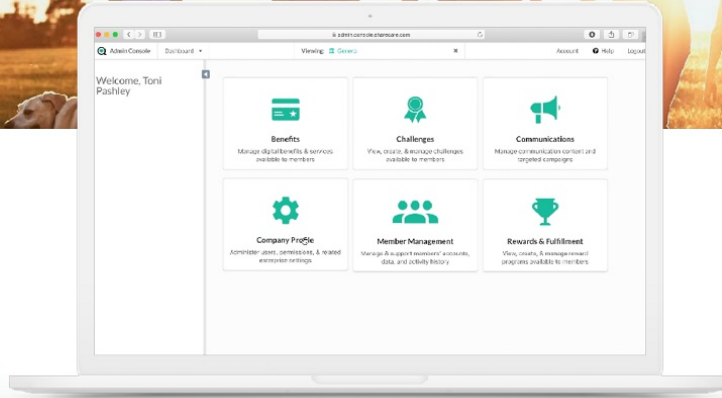 admin.console.sharecare.com
Admin Console Dashboard Viewing: Genero Account Help Logout
Welcome, Toni
Pashley
Benefits
Manage digital benefits & services
available to members
Challenges
View, create, & manage challenges
available to members
Communications
Manage communication content and
targeted campaigns
Company Profile
Administer users, permissions, & related
enterprise settings
Member Management
Manage & support members' accounts,
data, and activity history
Rewards & Fulfillment
View, create, & manage reward
programs available to members